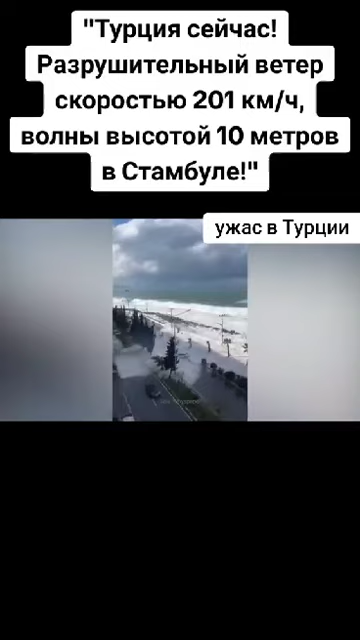 "Турция сейчас!
Разрушительный ветер
скоростью 201 км/ч,
волны высотой 10 метров
в Стамбуле!"
ужас в Турции